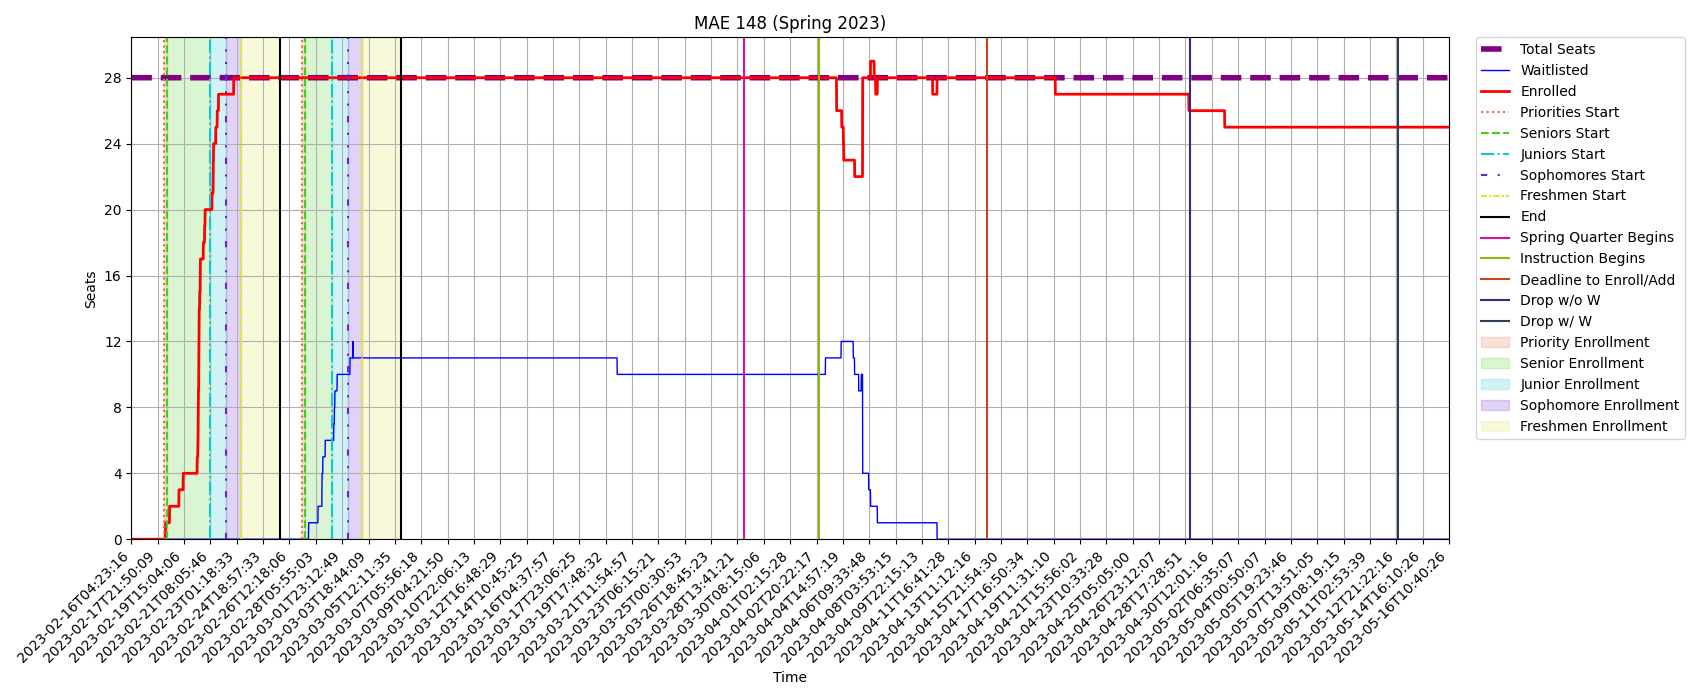 MAE 148 (Spring 2023)
Seats
28
24
20
16
12
8
4
0
2023-02-16T04:23:16
2023-02-17T21:50:09
2023-02-19T15:04:06
2023-02-21T08:05:46
2023-02-23T01:18:33
2023-02-24T18:57:33
2023-02-26T12:18:06
2023-02-28T05:55:03
2023-03-01T23:12:49
2023-03-03T18:44:09
2023-03-05T12:11:35
2023-03-07T05:56:18
2023-03-09T04:21:50
2023-03-10T22:06:13
2023-03-12T16:48:29
2023-03-14T10:45:25
2023-03-16T04:37:57
2023-03-17T23:06:25
2023-03-19T17:48:32
2023-03-21T11:54:57
2023-03-23T06:15:21
2023-03-25T00:30:53
2023-03-26T18:45:23
2023-03-28T13:41:21
2023-03-30T08:15:06
2023-04-01T02:15:28
2023-04-02T20:22:17
2023-04-04T14:57:19
2023-04-06T09:33:48
2023-04-08T03:53:15
2023-04-09T22:15:13
2023-04-11T16:41:28
2023-04-13T11:12:16
2023-04-15T21:54:30
2023-04-17T16:50:34
2023-04-19T11:31:10
2023-04-21T15:56:02
2023-04-23T10:33:28
2023-04-25T05:05:00
2023-04-26T23:12:07
2023-04-28T17:28:51
2023-04-30T12:01:16
2023-05-02T06:35:07
2023-05-04T00:50:07
2023-05-05T19:23:46
2023-05-07T13:51:05
2023-05-09T08:19:15
2023-05-11T02:53:39
2023-05-12T21:22:16
2023-05-14T16:10:26
2023-05-16T10:40:26
Time
Total Seats
Waitlisted
Enrolled
Priorities Start
Seniors Start
Juniors Start
Sophomores Start
Freshmen Start
End
Spring Quarter Begins
Instruction Begins
Deadline to Enroll/Add
Drop w/o W
Drop w/ W
Priority Enrollment
Senior Enrollment
Junior Enrollment
Sophomore Enrollment
Freshmen Enrollment